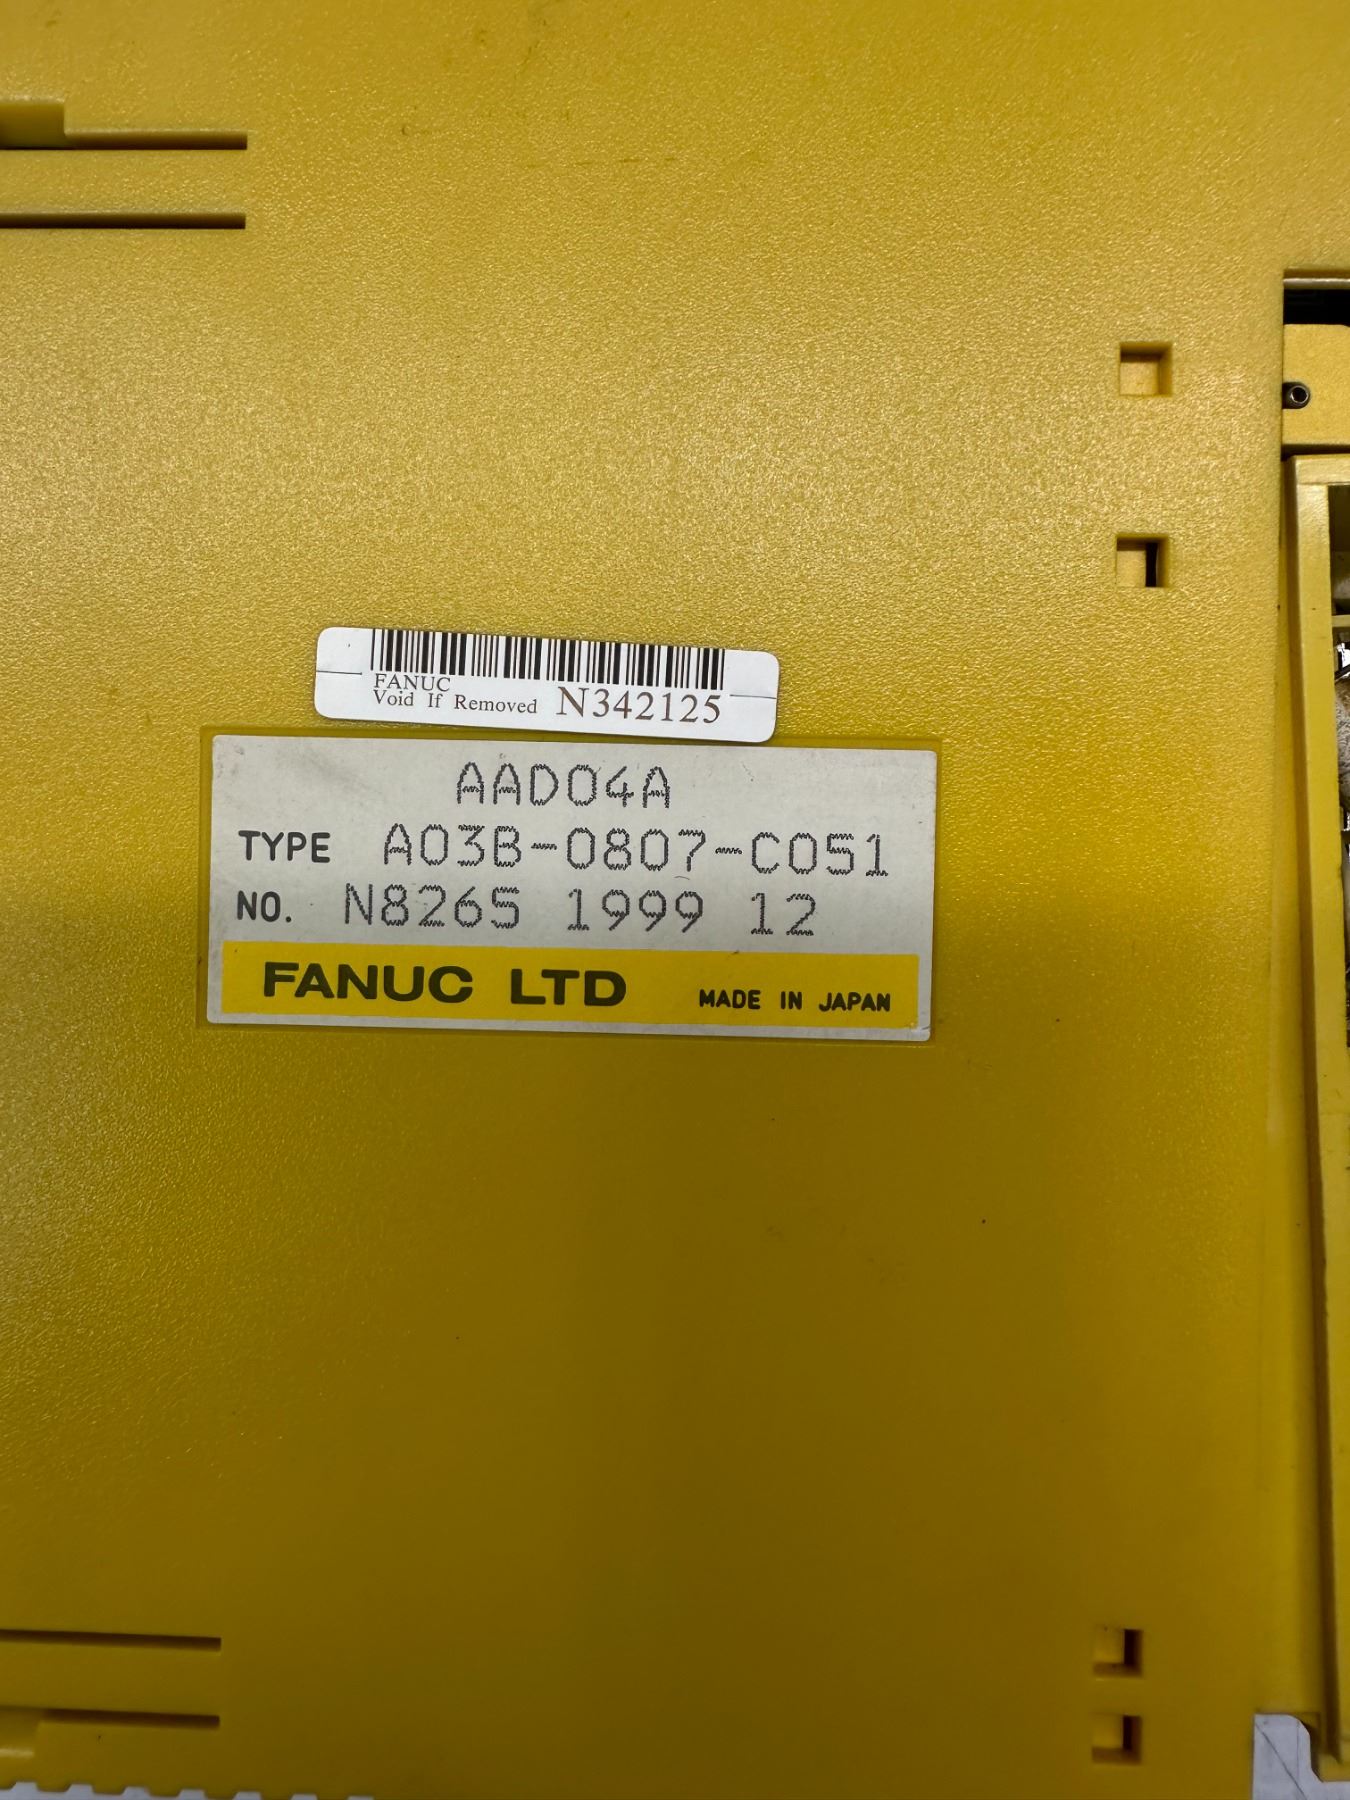 FANUC
Void If Removed N342125
AAD04A
TYPE A03B-0807-C051
NO. N8265 1999 12
FANUC LTD MADE IN JAPAN